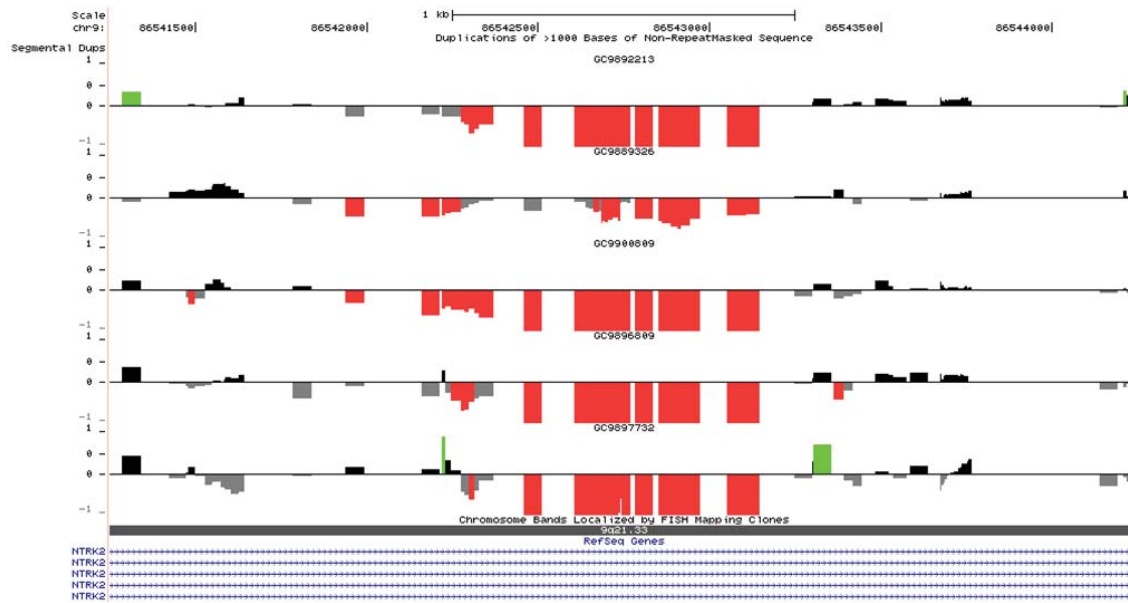 Scale 1 kb
chr9: 86541500| 86542000| 86542500| 86543000| 86543500| 86544000|
Duplications of >1000 Bases of Non-RepeatMasked Sequence
Segmental Dups
GC9892213
1 _
0 -
0 -
-1 _
GC9889326
1 _
0 -
0 -
-1 _
GC9900809
1 _
0 -
0 -
-1 _
GC9896809
1 _
0 -
0 -
-1 _
GC9897732
1 _
0 -
0 -
-1 _
Chromosome Bands Localized by FISH Mapping Clones
9q21.33
RefSeq Genes
NTRK2
NTRK2
NTRK2
NTRK2
NTRK2